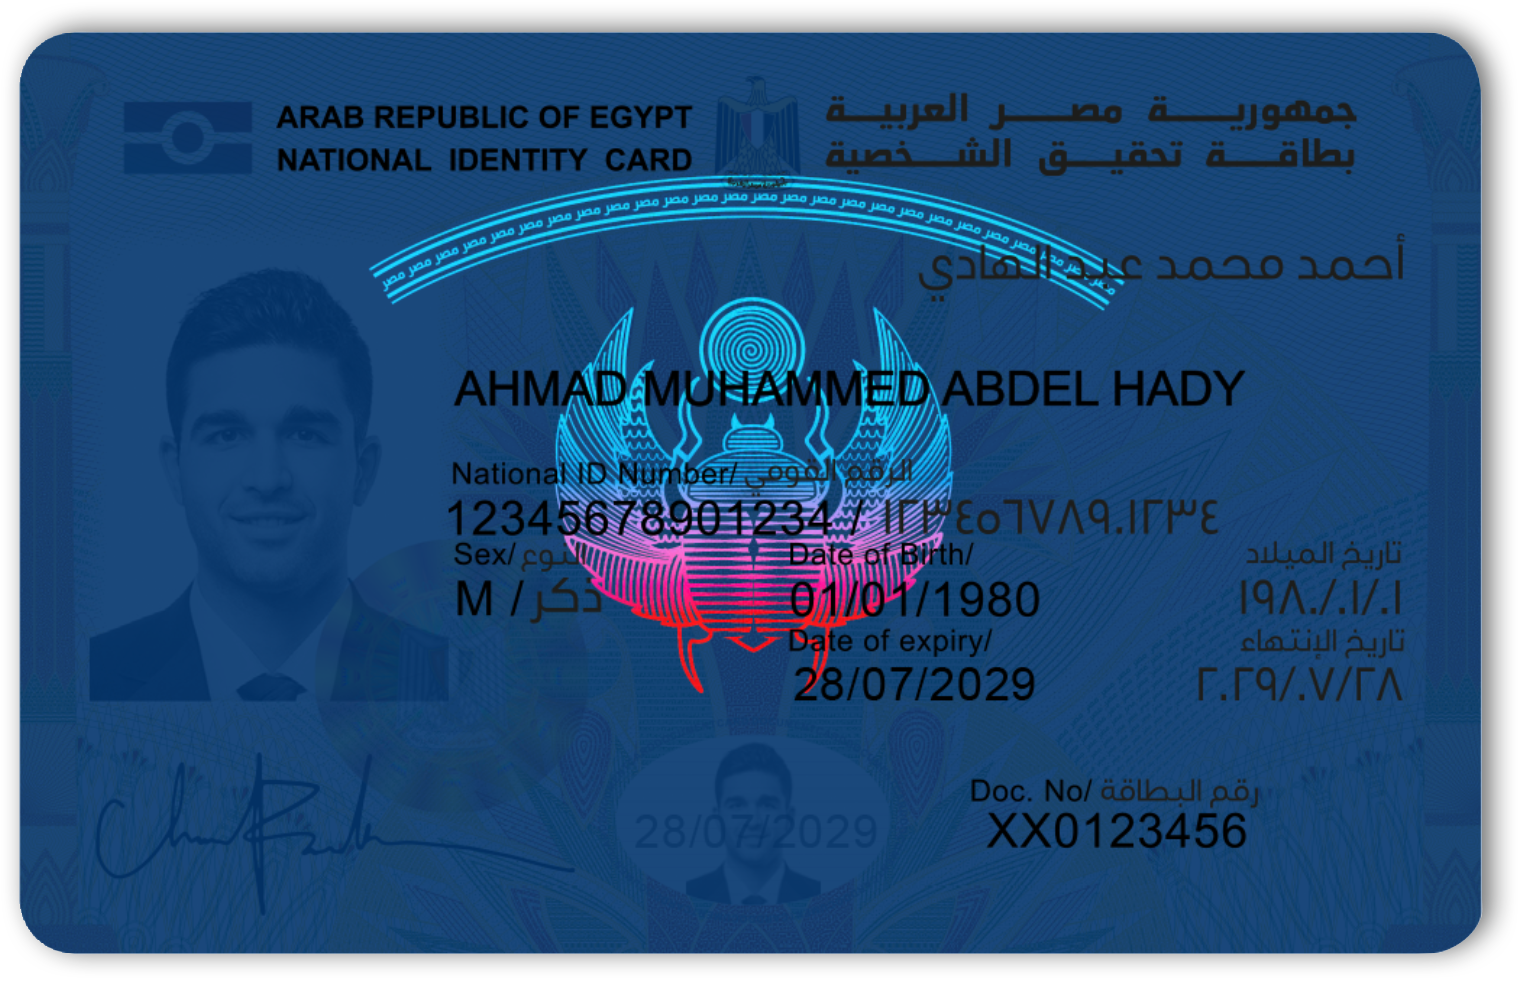 ARAB REPUBLIC OF EGYPT
NATIONAL IDENTITY CARD
جمهورية مصر العربية
بطاقة تحقيق الشخصية
مصر مصر مصر مصر مصر مصر مصر مصر مصر مصر مصر مصر مصر مصر مصر مصر مصر مصر مصر مصر مصر مصر مصر مصر مصر
أحمد محمد عبد الهادي
AHMAD MUHAMMED ABDEL HADY
National ID Number/ الرقم القومي
12345678901234 / ١٢٣٤٥٦٧٨٩٠١٢٣٤
Sex/ النوع
M / ذكر
Date of Birth/ تاريخ الميلاد
01/01/1980 ١٩٨٠/٠١/٠١
Date of expiry/ تاريخ الإنتهاء
28/07/2029 ٢٠٢٩/٠٧/٢٨
28/07/2029
Doc. No/ رقم البطاقة
XX0123456